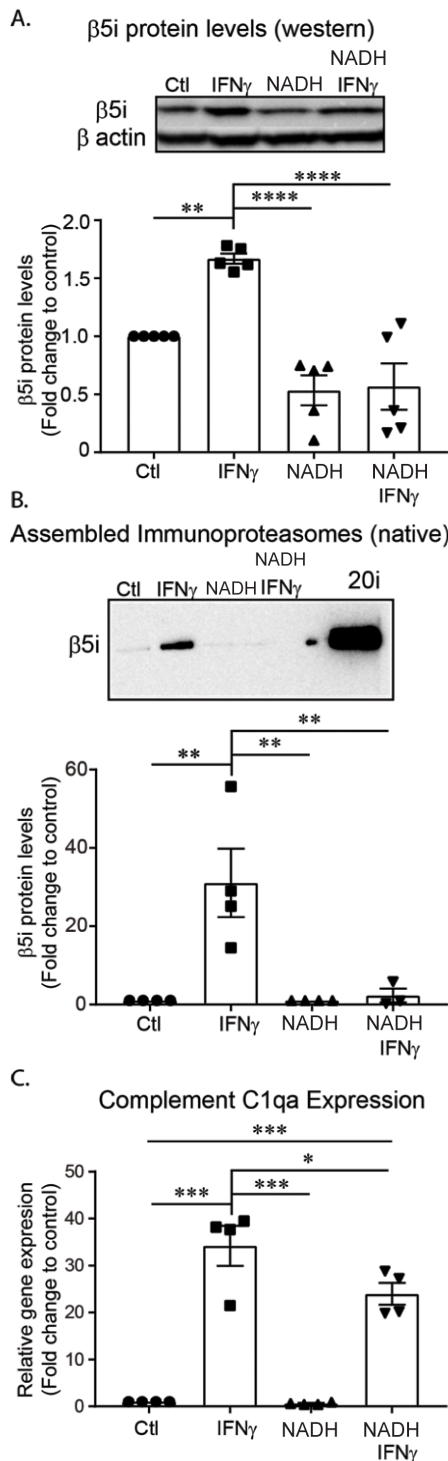 A.
β5i protein levels (western)
NADH
Ctl IFNγ NADH IFNγ
β5i
β actin
****
** ****
2.0
1.5
1.0
0.5
0
β5i protein levels
(Fold change to control)
Ctl IFNγ NADH NADH
IFNγ
B.
Assembled Immunoproteasomes (native)
NADH
Ctl IFNγ NADH IFNγ 20i
β5i
**
** **
60
40
20
0
β5i protein levels
(Fold change to control)
Ctl IFNγ NADH NADH
IFNγ
C.
Complement C1qa Expression
***
*
*** ***
50
40
30
20
10
0
Relative gene expresion
(Fold change to control)
Ctl IFNγ NADH NADH
IFNγ